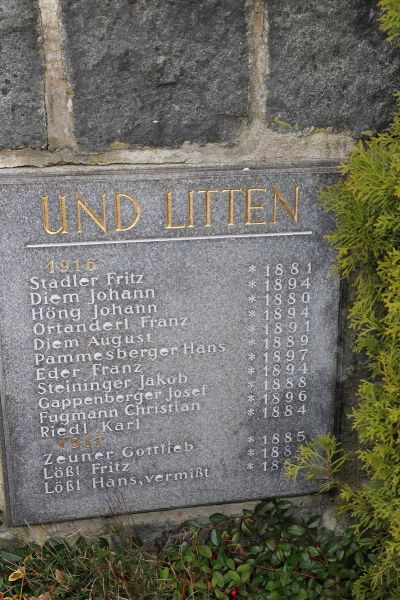 UND LITTEN
1916
Stadler Fritz * 1881
Diem Johann * 1894
Höng Johann * 1880
Ortanderl Franz * 1894
Diem August * 1891
Pammesberger Hans * 1889
Eder Franz * 1897
Steininger Jakob * 1894
Gappenberger Josef * 1888
Fugmann Christian * 1896
Riedl Karl * 1884
Zeuner Gottlieb * 1885
Lößl Fritz
Lößl Hans, vermißt